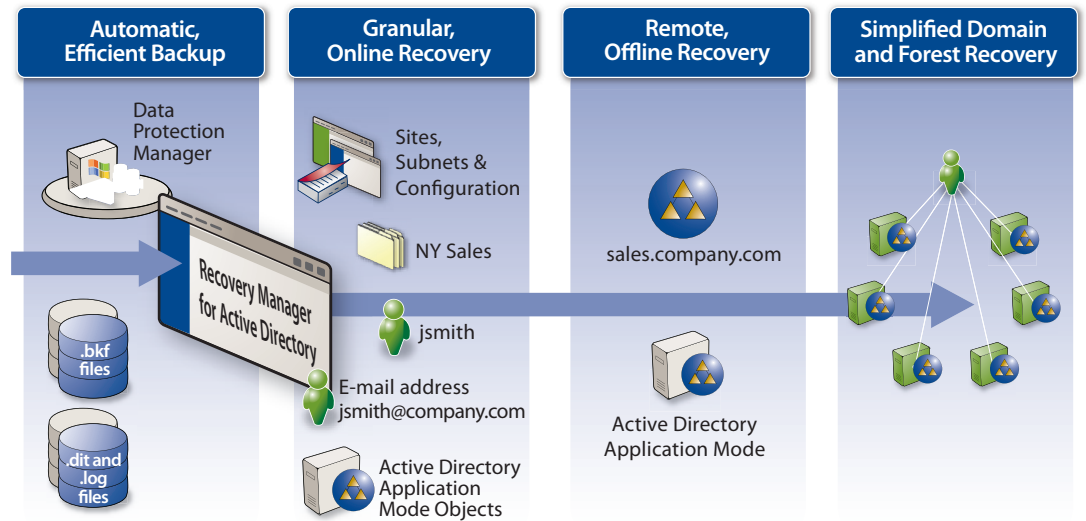 Automatic,
Efficient Backup
Data
Protection
Manager
Recovery Manager
for Active Directory
.bkf
files
.dit and
.log
files
Granular,
Online Recovery
Sites,
Subnets &
Configuration
NY Sales
jsmith
E-mail address
jsmith@company.com
Active Directory
Application
Mode Objects
Remote,
Offline Recovery
sales.company.com
Active Directory
Application Mode
Simplified Domain
and Forest Recovery